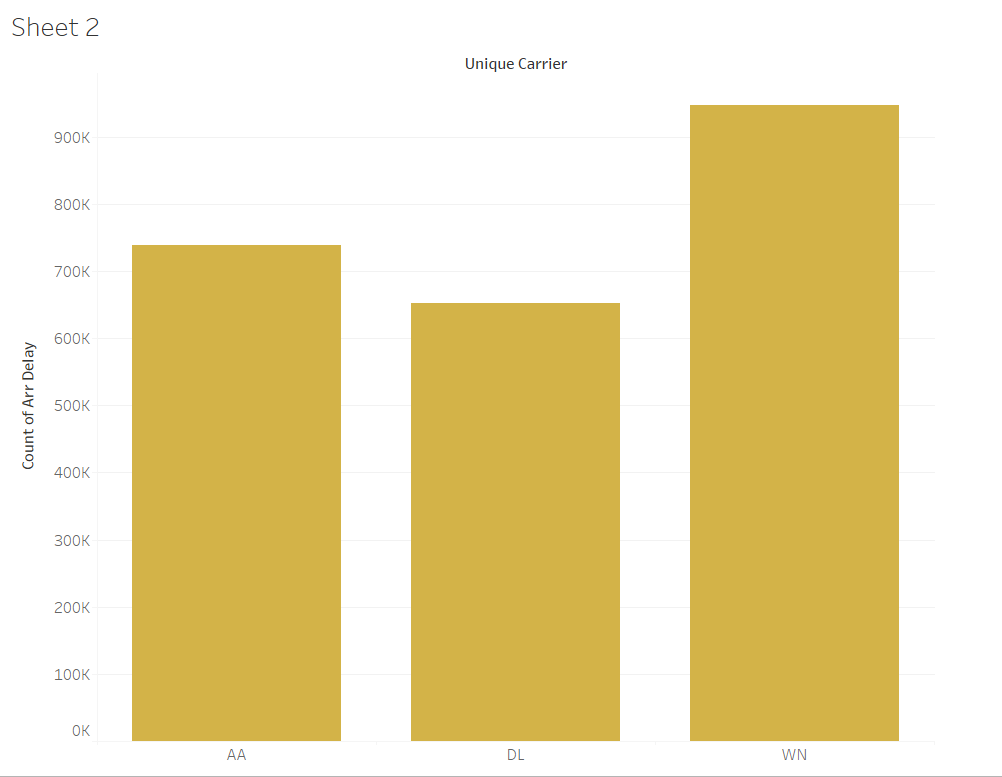 Sheet 2
Unique Carrier
900K
800K
700K
600K
500K
400K
300K
200K
100K
0K
Count of Arr Delay
AA
DL
WN